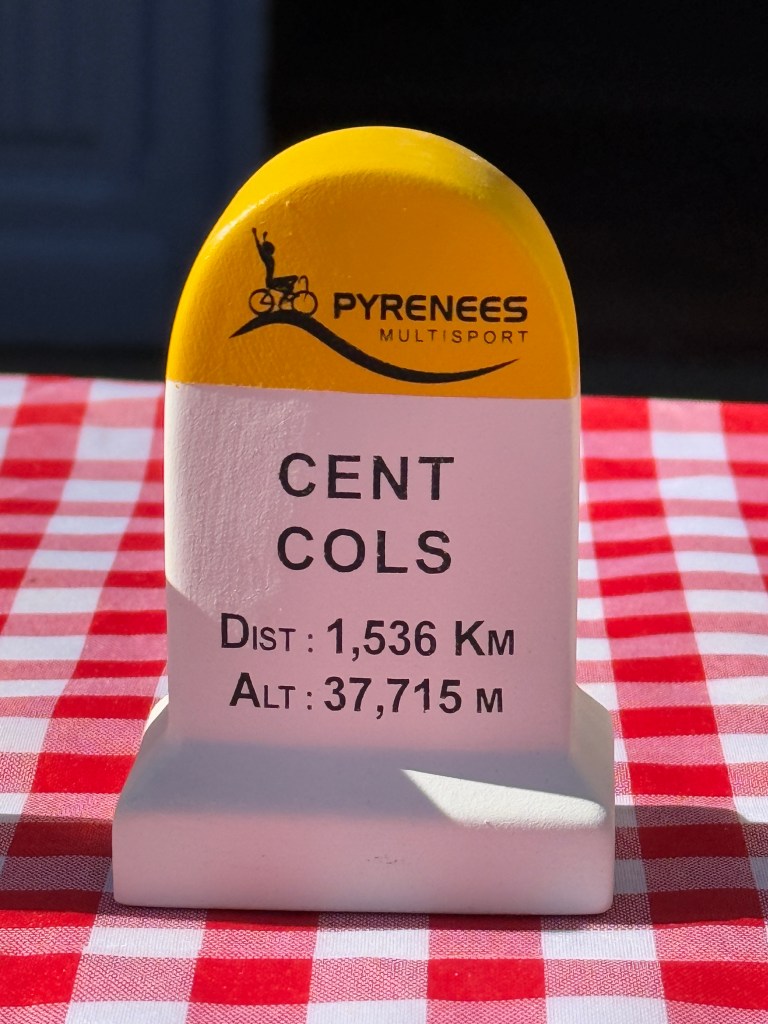 PYRENEES
MULTISPORT
CENT
COLS
DIST : 1,536 KM
ALT : 37,715 M